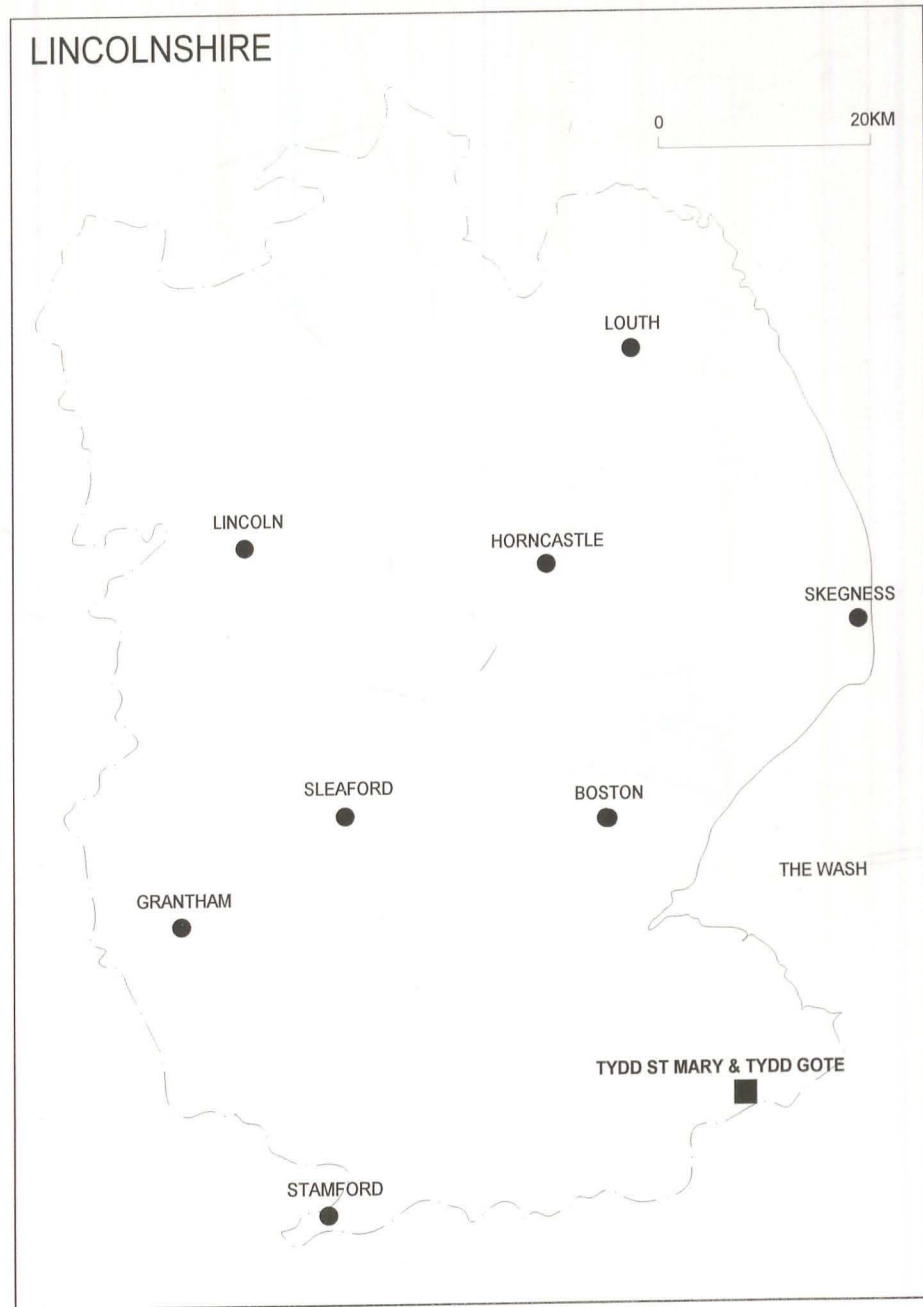 LINCOLNSHIRE
0 20KM
LOUTH
LINCOLN
HORNCASTLE
SKEGNESS
SLEAFORD
BOSTON
THE WASH
GRANTHAM
TYDD ST MARY & TYDD GOTE
STAMFORD